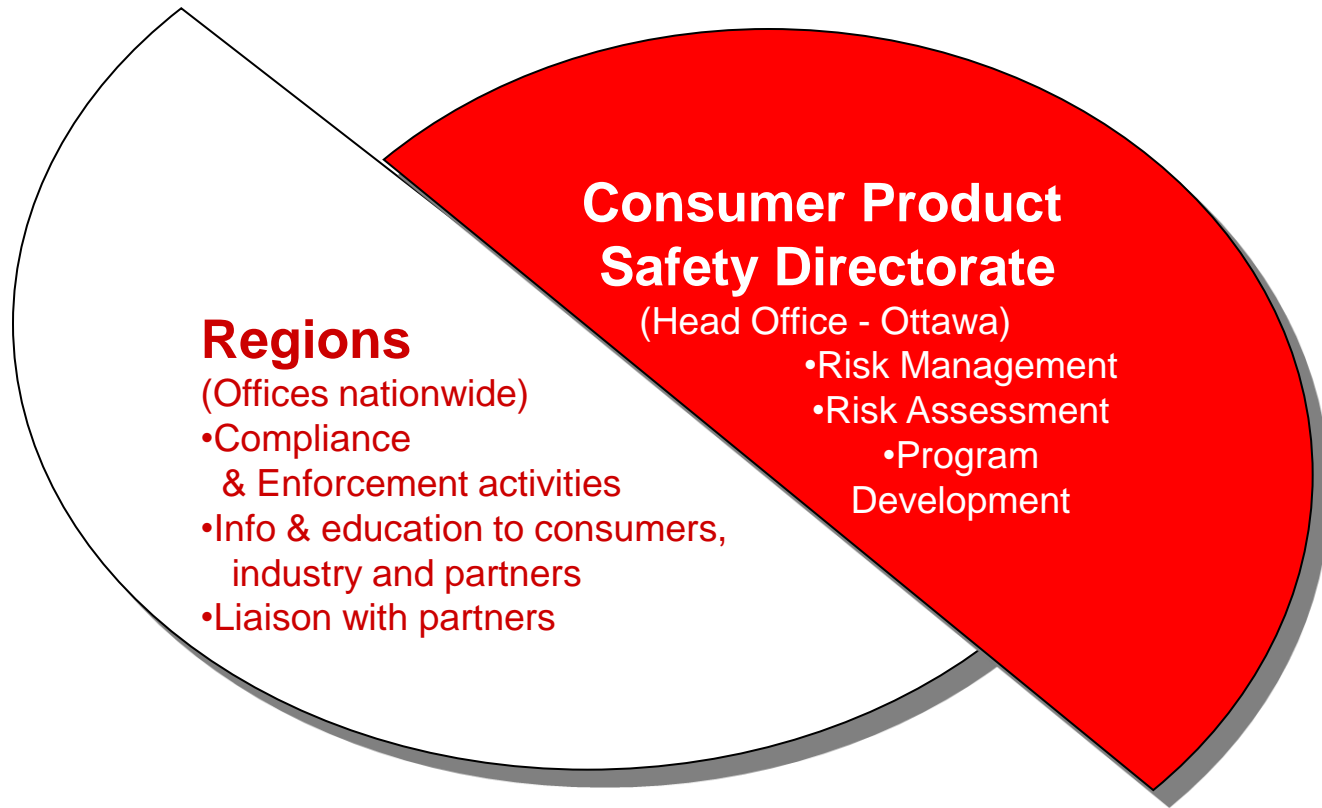 Consumer Product
Safety Directorate
(Head Office - Ottawa)
•Risk Management
•Risk Assessment
•Program
Development
Regions
(Offices nationwide)
•Compliance
& Enforcement activities
•Info & education to consumers,
industry and partners
•Liaison with partners